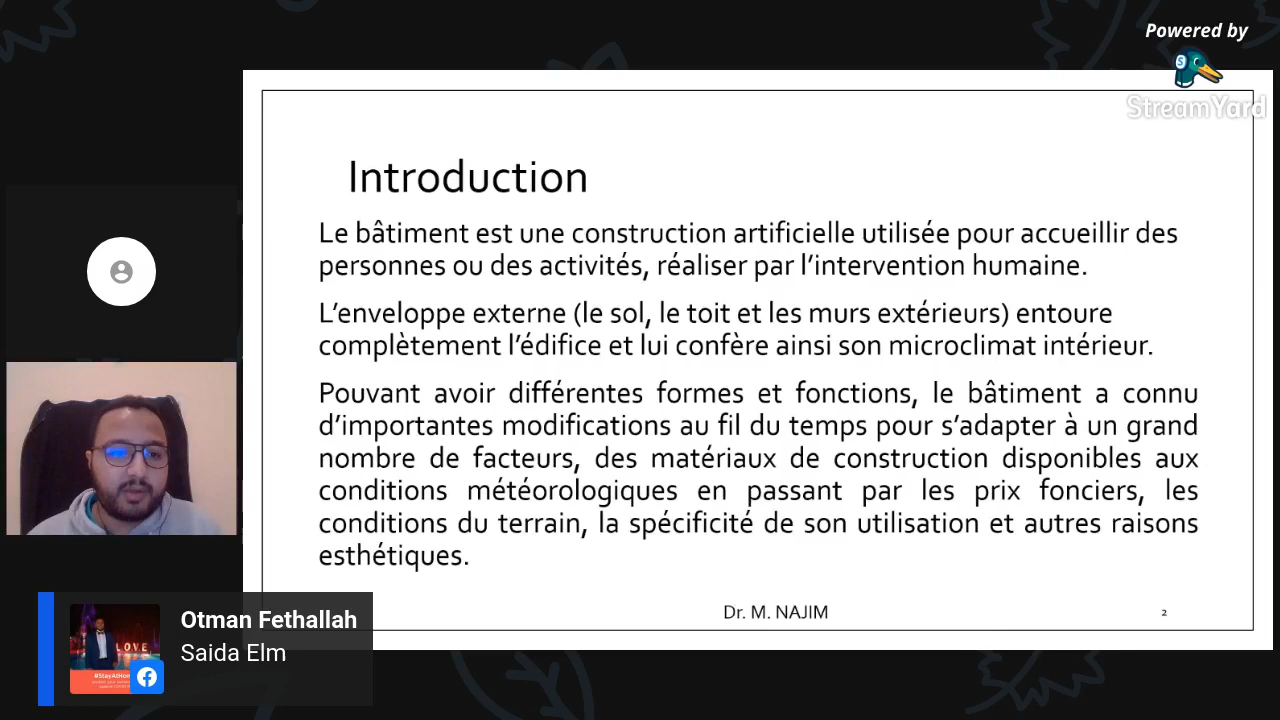 Powered by
StreamYard
Introduction
Le bâtiment est une construction artificielle utilisée pour accueillir des
personnes ou des activités, réaliser par l’intervention humaine.
L’enveloppe externe (le sol, le toit et les murs extérieurs) entoure
complètement l’édifice et lui confère ainsi son microclimat intérieur.
Pouvant avoir différentes formes et fonctions, le bâtiment a connu
d’importantes modifications au fil du temps pour s’adapter à un grand
nombre de facteurs, des matériaux de construction disponibles aux
conditions météorologiques en passant par les prix fonciers, les
conditions du terrain, la spécificité de son utilisation et autres raisons
esthétiques.
Dr. M. NAJIM
2
Otman Fethallah
Saida Elm
LOVE